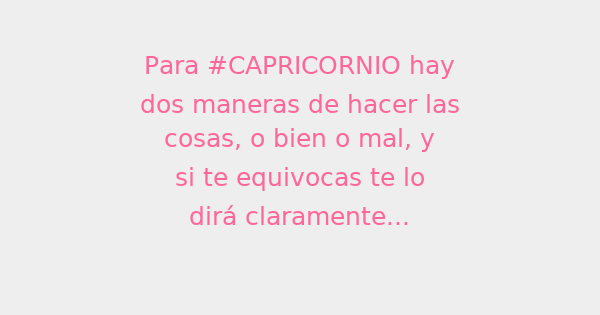 Para #CAPRICORNIO hay
dos maneras de hacer las
cosas, o bien o mal, y
si te equivocas te lo
dirá claramente...